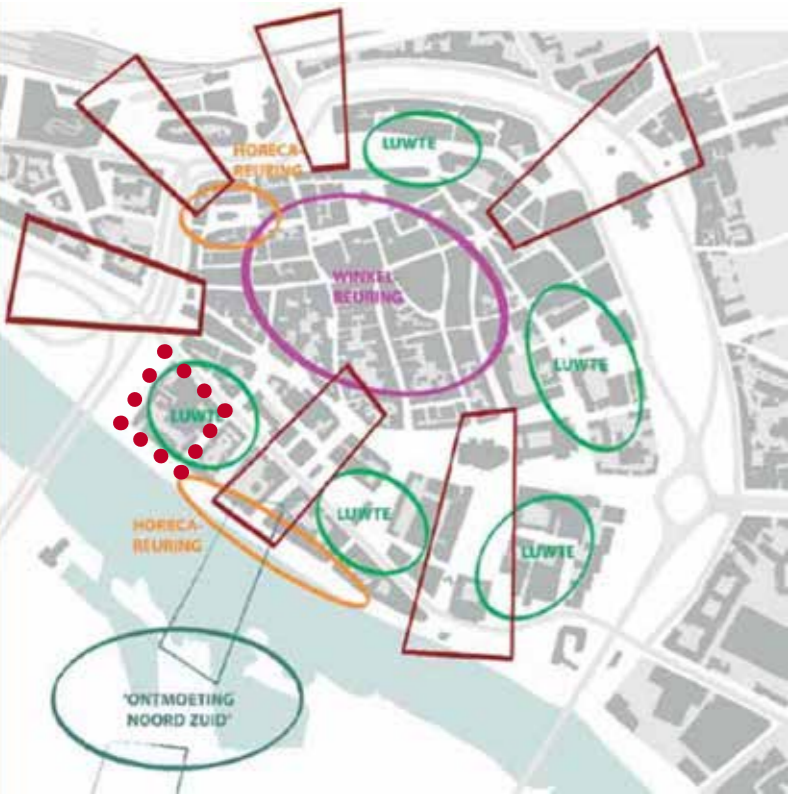 LUWTE
HORECA-
REURING
WINKEL-
REURING
LUWTE
LUWTE
LUWTE
HORECA-
REURING
LUWTE
'ONTMOETING
NOORD ZUID'